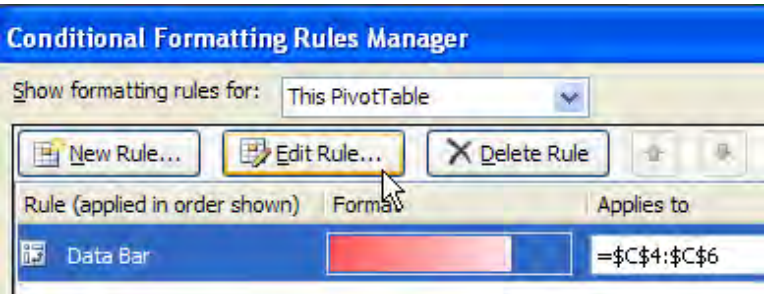 Conditional Formatting Rules Manager
Show formatting rules for: This PivotTable
New Rule... Edit Rule... Delete Rule
Rule (applied in order shown) Format Applies to
Data Bar =$C$4:$C$6